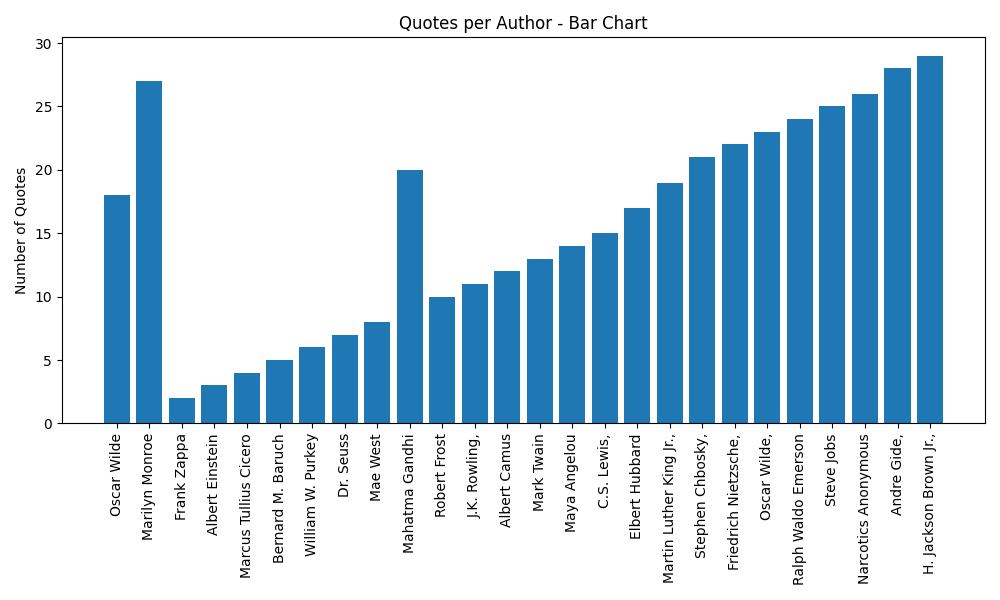 Quotes per Author - Bar Chart
Number of Quotes
30
25
20
15
10
5
0
Oscar Wilde
Marilyn Monroe
Frank Zappa
Albert Einstein
Marcus Tullius Cicero
Bernard M. Baruch
William W. Purkey
Dr. Seuss
Mae West
Mahatma Gandhi
Robert Frost
J.K. Rowling,
Albert Camus
Mark Twain
Maya Angelou
C.S. Lewis,
Elbert Hubbard
Martin Luther King Jr.,
Stephen Chbosky,
Friedrich Nietzsche,
Oscar Wilde,
Ralph Waldo Emerson
Steve Jobs
Narcotics Anonymous
Andre Gide,
H. Jackson Brown Jr.,